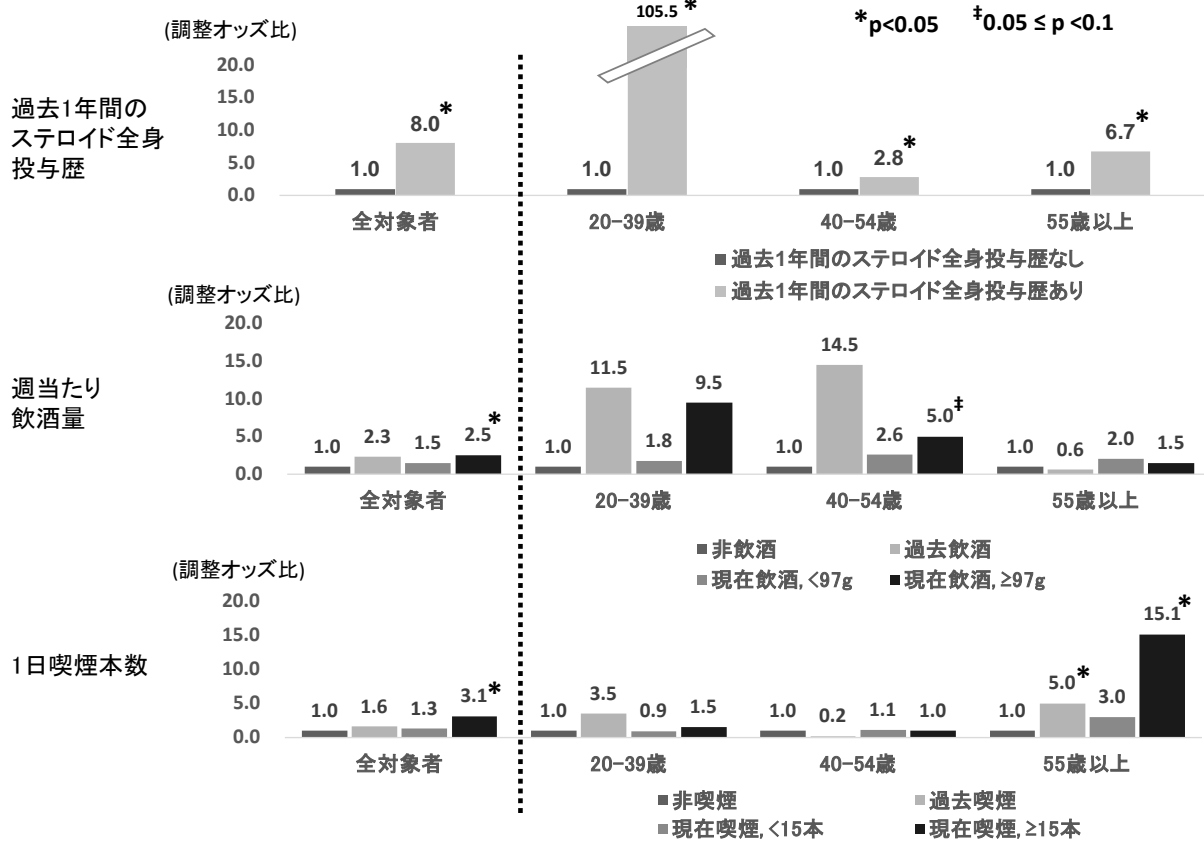 *p<0.05 ‡0.05 ≤ p <0.1
過去1年間の
ステロイド全身
投与歴
(調整オッズ比)
20.0
15.0
10.0
5.0
0.0
1.0 8.0*
1.0 105.5*
1.0 2.8*
1.0 6.7*
全対象者 20-39歳 40-54歳 55歳以上
■過去1年間のステロイド全身投与歴なし
■過去1年間のステロイド全身投与歴あり
週当たり
飲酒量
(調整オッズ比)
20.0
15.0
10.0
5.0
0.0
1.0 2.3 1.5 2.5*
1.0 11.5 1.8 9.5
1.0 14.5 2.6 5.0‡
1.0 0.6 2.0 1.5
全対象者 20-39歳 40-54歳 55歳以上
■非飲酒 ■過去飲酒
■現在飲酒, <97g ■現在飲酒, ≥97g
1日喫煙本数
(調整オッズ比)
20.0
15.0
10.0
5.0
0.0
1.0 1.6 1.3 3.1*
1.0 3.5 0.9 1.5
1.0 0.2 1.1 1.0
1.0 5.0* 3.0 15.1*
全対象者 20-39歳 40-54歳 55歳以上
■非喫煙 ■過去喫煙
■現在喫煙, <15本 ■現在喫煙, ≥15本